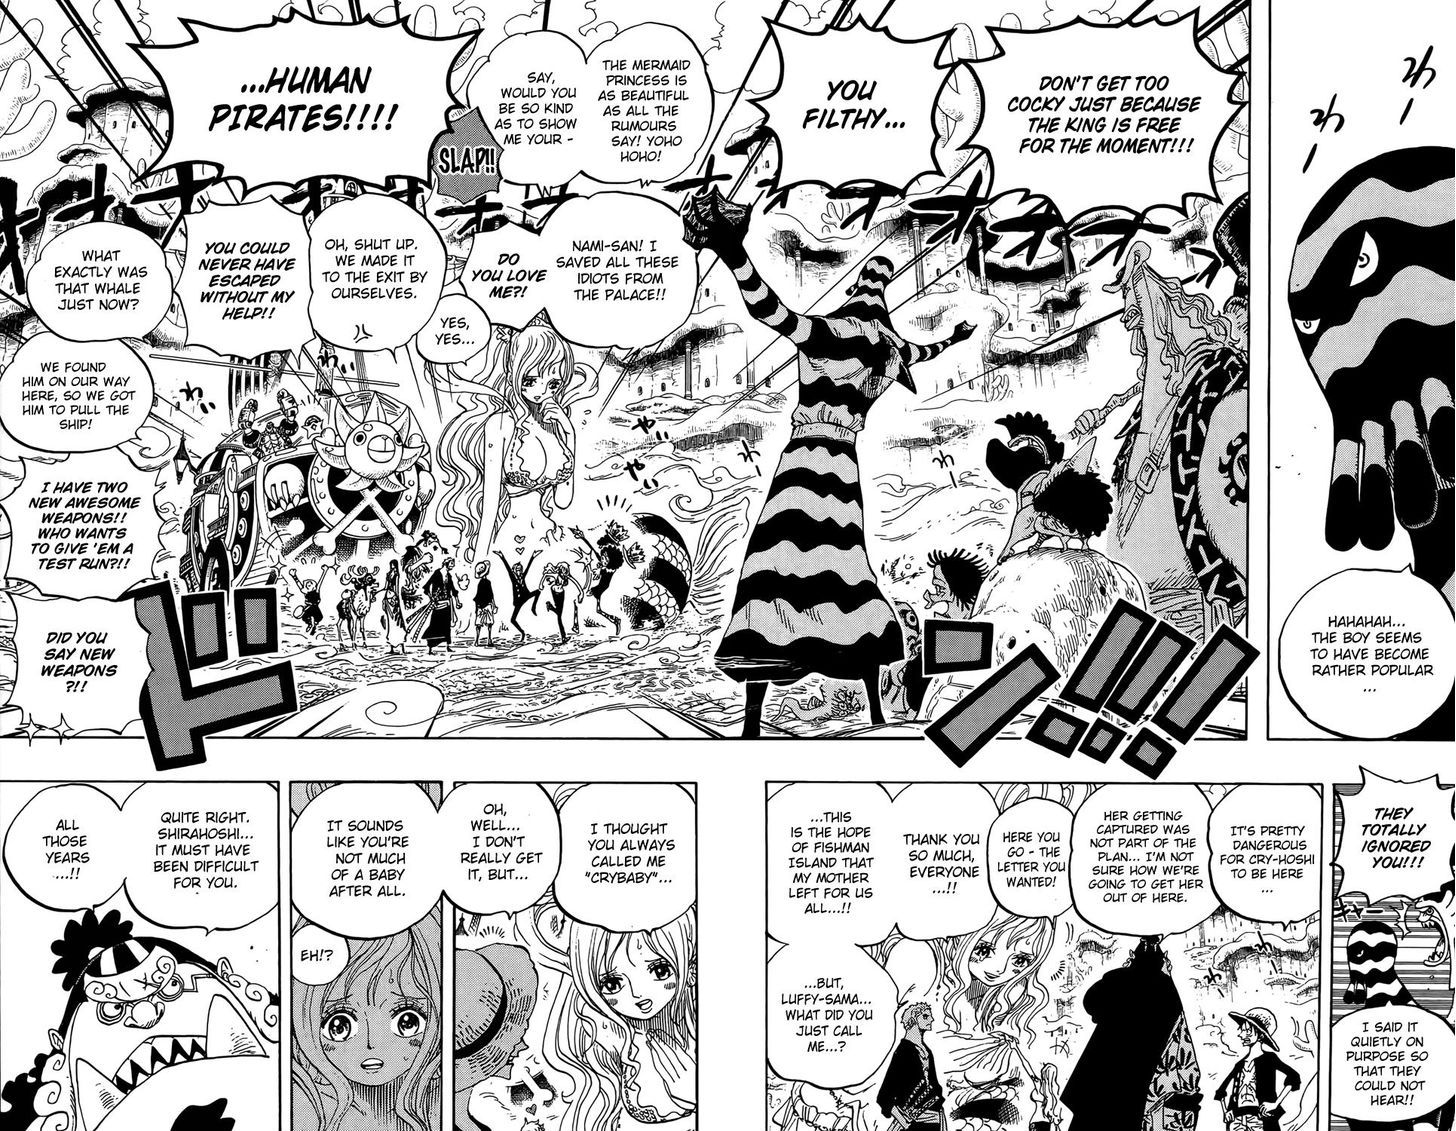 HAHAHAH...
THE BOY SEEMS
TO HAVE BECOME
RATHER POPULAR
...
DON'T GET TOO
COCKY JUST BECAUSE
THE KING IS FREE
FOR THE MOMENT!!!
YOU
FILTHY...
...HUMAN
PIRATES!!!!
THE MERMAID
PRINCESS IS
AS BEAUTIFUL
AS ALL THE
RUMOURS
SAY! YOHO
HOHO!
SAY,
WOULD YOU
BE SO KIND
AS TO SHOW
ME YOUR -
SLAP!!
NAMI-SAN! I
SAVED ALL THESE
IDIOTS FROM
THE PALACE!!
DO
YOU LOVE
ME?!
YES,
YES...
OH, SHUT UP.
WE MADE IT
TO THE EXIT BY
OURSELVES.
YOU COULD
NEVER HAVE
ESCAPED
WITHOUT MY
HELP!!
WHAT
EXACTLY WAS
THAT WHALE
JUST NOW?
WE FOUND
HIM ON OUR WAY
HERE, SO WE GOT
HIM TO PULL THE
SHIP!
I HAVE TWO
NEW AWESOME
WEAPONS!!
WHO WANTS
TO GIVE 'EM A
TEST RUN?!!
DID YOU
SAY NEW
WEAPONS
?!!
ドン!!!
THEY
TOTALLY
IGNORED
YOU!!!
I SAID IT
QUIETLY ON
PURPOSE SO
THAT THEY
COULD NOT
HEAR!!
IT'S PRETTY
DANGEROUS
FOR CRY-HOSHI
TO BE HERE
...
HER GETTING
CAPTURED WAS
NOT PART OF THE
PLAN... I'M NOT
SURE HOW WE'RE
GOING TO GET HER
OUT OF HERE.
HERE YOU
GO - THE
LETTER YOU
WANTED!
THANK YOU
SO MUCH,
EVERYONE
...!!
...THIS
IS THE HOPE
OF FISHMAN
ISLAND THAT
MY MOTHER
LEFT FOR US
ALL...!!
...BUT,
LUFFY-SAMA...
WHAT DID YOU
JUST CALL
ME...?
I THOUGHT
YOU ALWAYS
CALLED ME
"CRYBABY"...
OH,
WELL...
I DON'T
REALLY GET
IT, BUT...
IT SOUNDS
LIKE YOU'RE
NOT MUCH
OF A BABY
AFTER ALL.
EH!?
QUITE RIGHT.
SHIRAHOSHI...
IT MUST HAVE
BEEN DIFFICULT
FOR YOU.
ALL
THOSE
YEARS
...!!